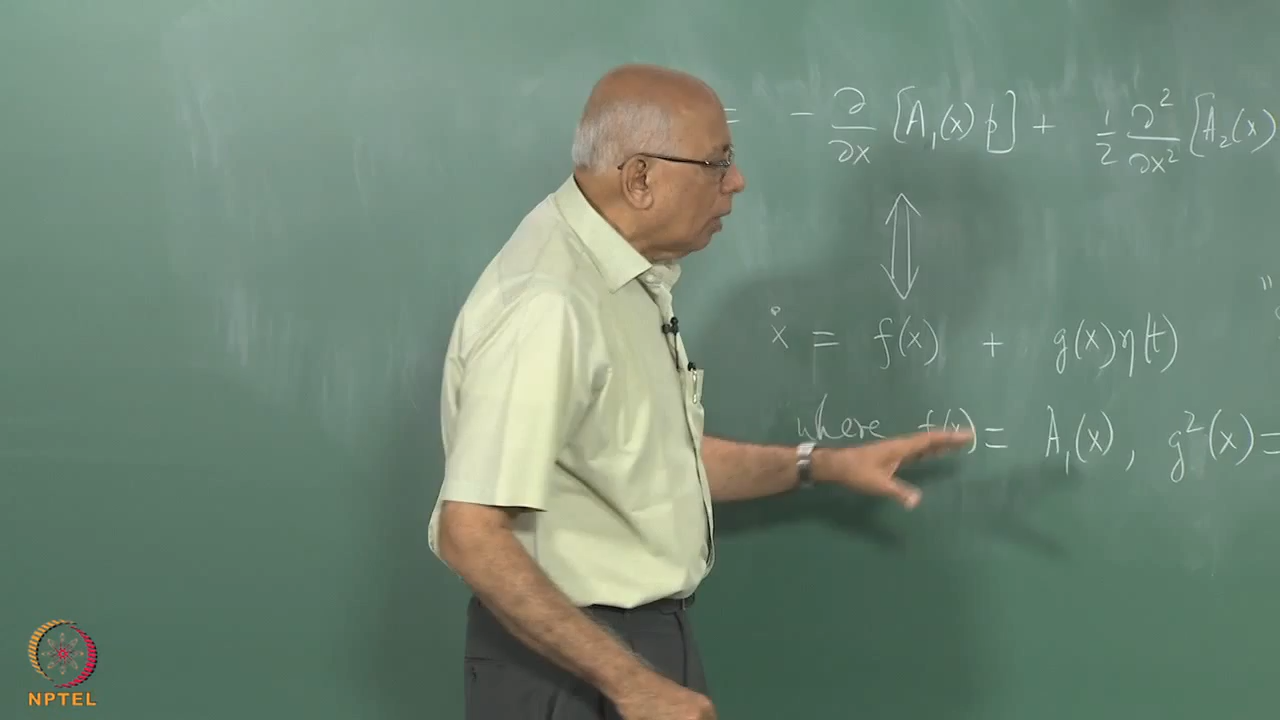 = - ∂/∂x [A₁(x) p] + 1/2 ∂²/∂x² [A₂(x)
ẋ = f(x) + g(x)η(t) "
where f(x) = A₁(x), g²(x) =
NPTEL